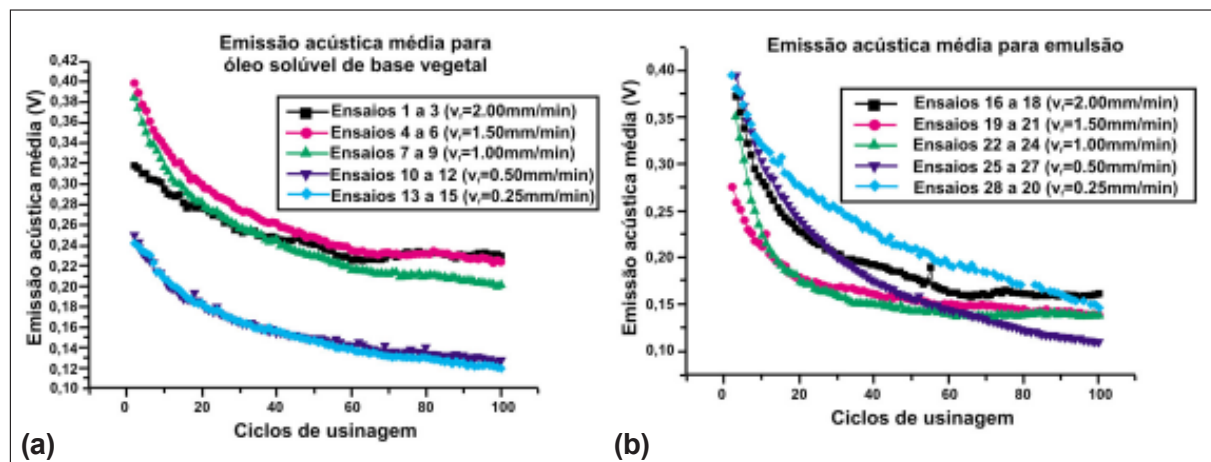 Emissão acústica média para
óleo solúvel de base vegetal
Emissão acústica média (V)
0,42
0,40
0,38
0,36
0,34
0,32
0,30
0,28
0,26
0,24
0,22
0,20
0,18
0,16
0,14
0,12
0,10
Ensaios 1 a 3 (vf=2.00mm/min)
Ensaios 4 a 6 (vf=1.50mm/min)
Ensaios 7 a 9 (vf=1.00mm/min)
Ensaios 10 a 12 (vf=0.50mm/min)
Ensaios 13 a 15 (vf=0.25mm/min)
0 20 40 60 80 100
Ciclos de usinagem
(a)
Emissão acústica média para emulsão
Emissão acústica média (V)
0,40
0,35
0,30
0,25
0,20
0,15
0,10
Ensaios 16 a 18 (vf=2.00mm/min)
Ensaios 19 a 21 (vf=1.50mm/min)
Ensaios 22 a 24 (vf=1.00mm/min)
Ensaios 25 a 27 (vf=0.50mm/min)
Ensaios 28 a 20 (vf=0.25mm/min)
0 20 40 60 80 100
Ciclos de usinagem
(b)